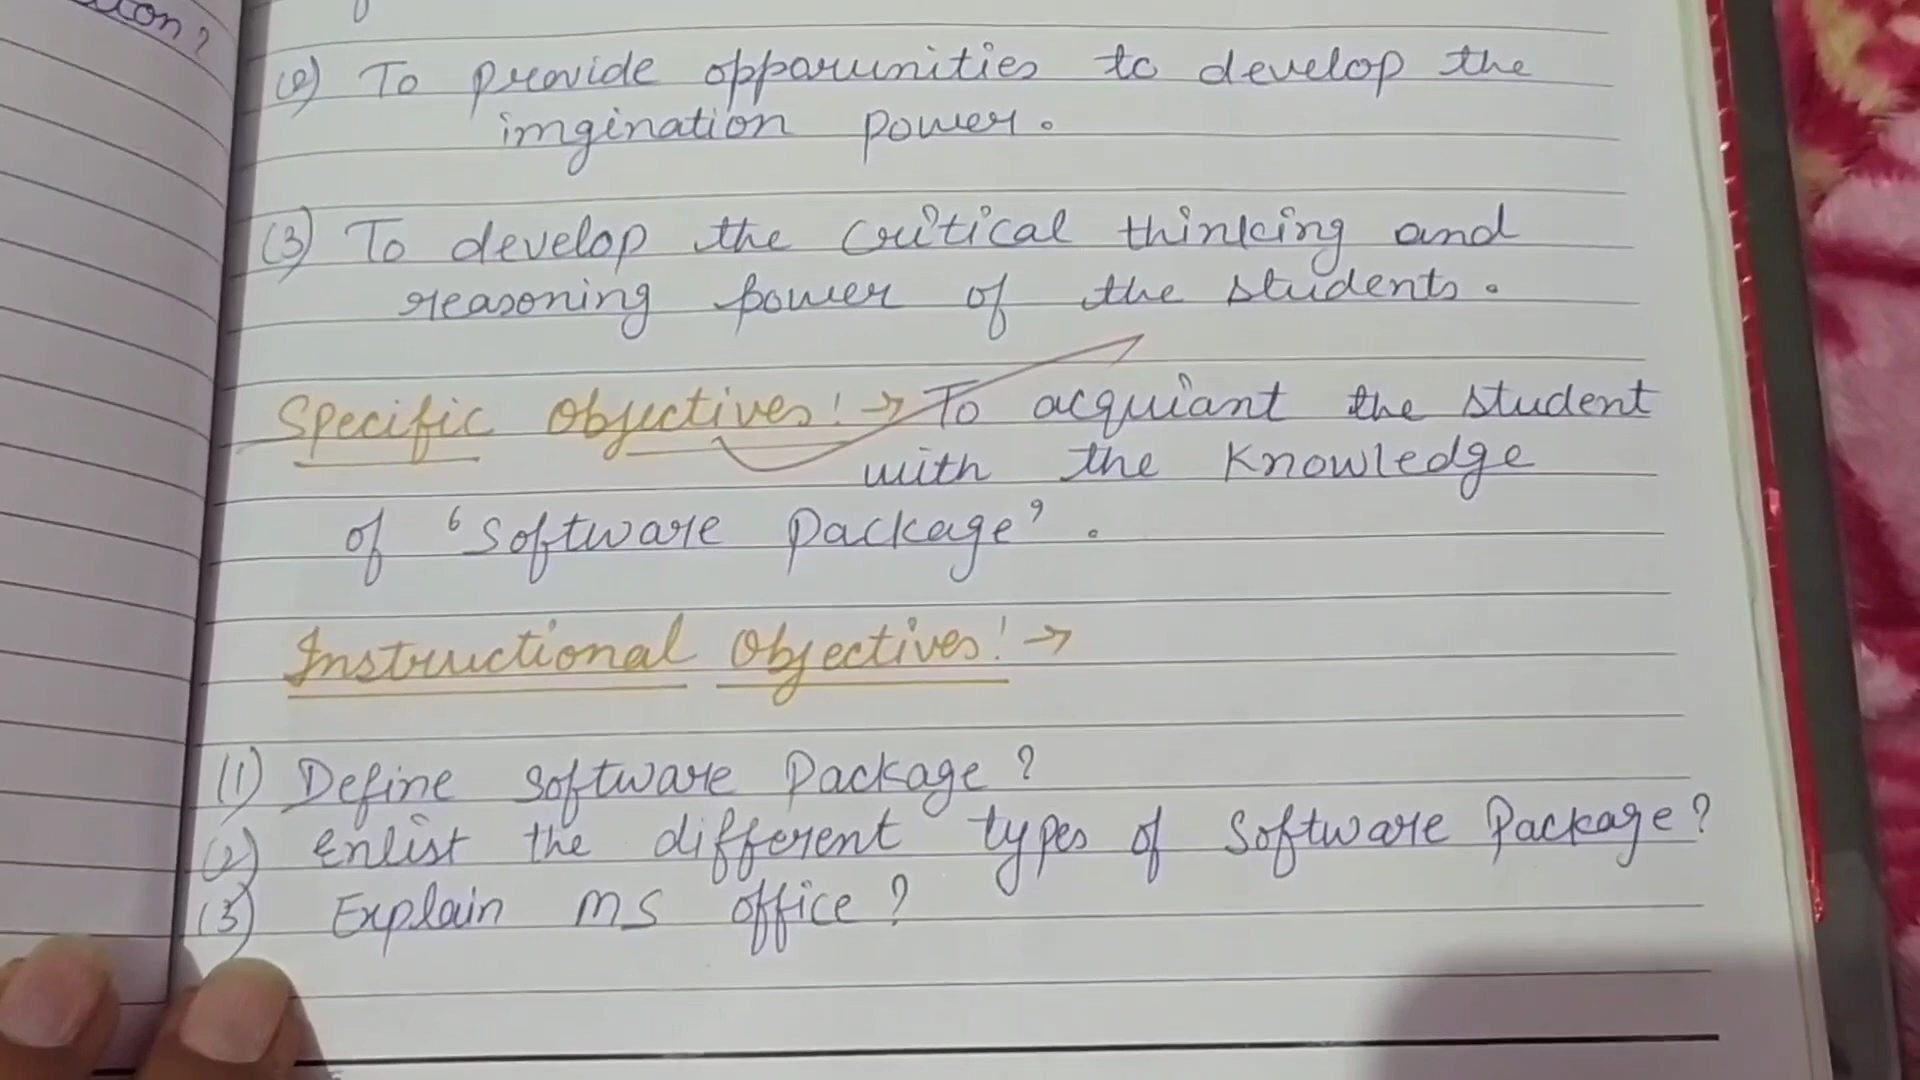 (2) To provide oppourunities to develop the
imgination power.
(3) To develop the critical thinking and
reasoning power of the students.
Specific Objectives:→ To acquiant the student
with the Knowledge
of 'Software Package'.
Instructional Objectives:→
(1) Define Software Package?
(2) Enlist the different types of Software Package?
(3) Explain MS office?